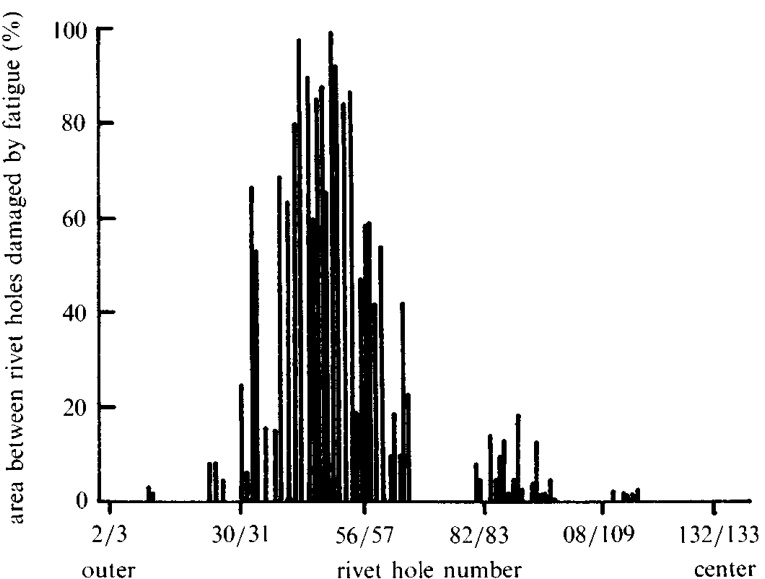 area between rivet holes damaged by fatigue (%)
100
80
60
40
20
0
2/3 30/31 56/57 82/83 08/109 132/133
outer rivet hole number center